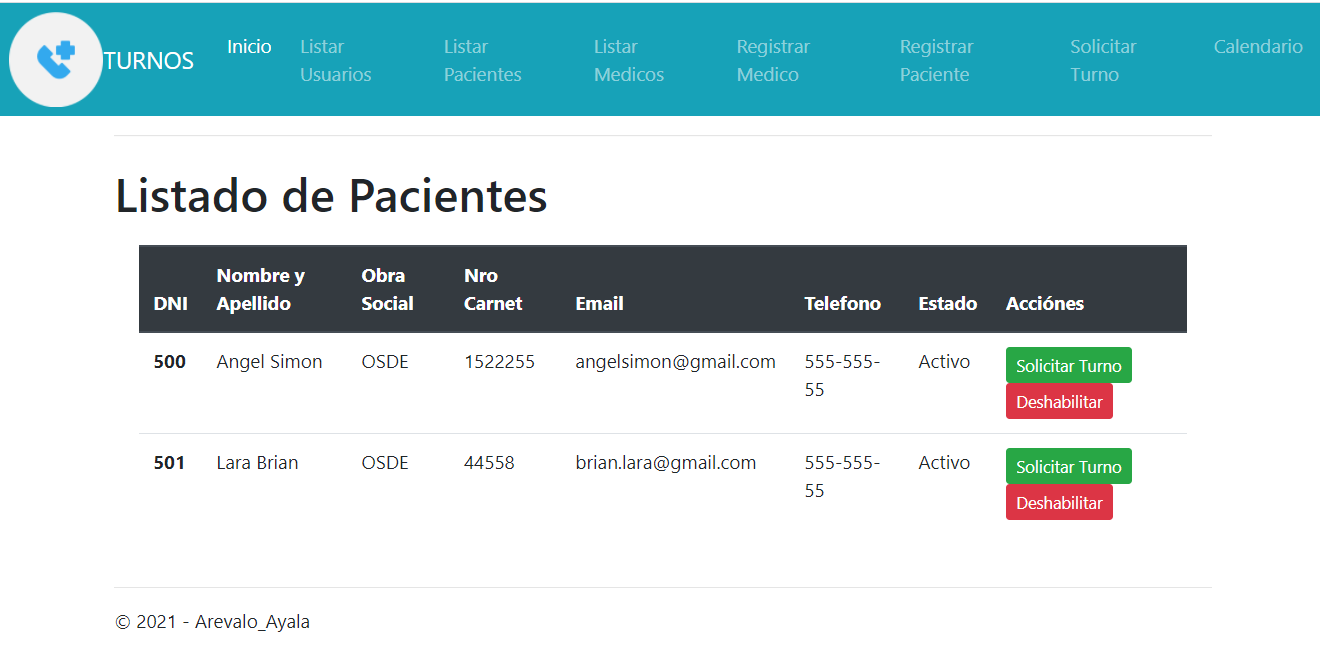 TURNOS
Inicio
Listar
Usuarios
Listar
Pacientes
Listar
Medicos
Registrar
Medico
Registrar
Paciente
Solicitar
Turno
Calendario
Listado de Pacientes
DNI
Nombre y
Apellido
Obra
Social
Nro
Carnet
Email
Telefono
Estado
Acciónes
500
Angel Simon
OSDE
1522255
angelsimon@gmail.com
555-555-
55
Activo
Solicitar Turno
Deshabilitar
501
Lara Brian
OSDE
44558
brian.lara@gmail.com
555-555-
55
Activo
Solicitar Turno
Deshabilitar
© 2021 - Arevalo_Ayala